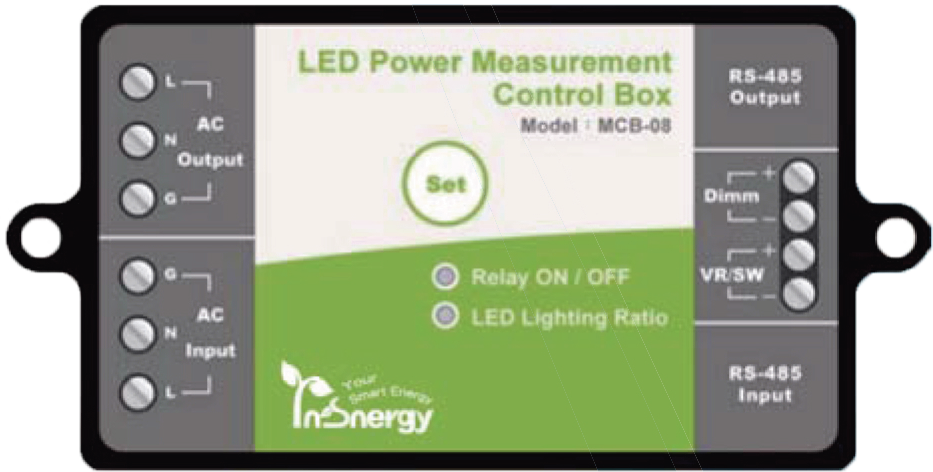 LED Power Measurement
Control Box
Model : MCB-08
Set
Relay ON / OFF
LED Lighting Ratio
Your
Smart Energy
InSnergy
L
N
G
AC
Output
G
N
L
AC
Input
RS-485
Output
Dimm
+
-
VR/SW
+
-
RS-485
Input